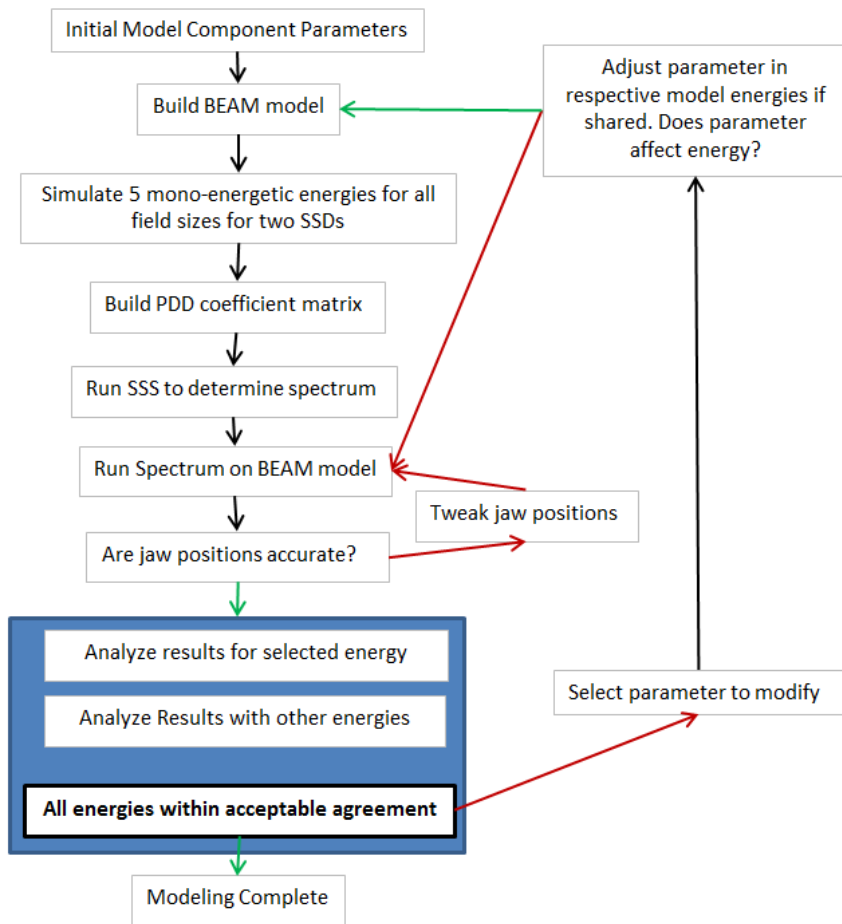 Initial Model Component Parameters
Build BEAM model
Simulate 5 mono-energetic energies for all
field sizes for two SSDs
Build PDD coefficient matrix
Run SSS to determine spectrum
Run Spectrum on BEAM model
Are jaw positions accurate?
Tweak jaw positions
Analyze results for selected energy
Analyze Results with other energies
All energies within acceptable agreement
Modeling Complete
Select parameter to modify
Adjust parameter in
respective model energies if
shared. Does parameter
affect energy?